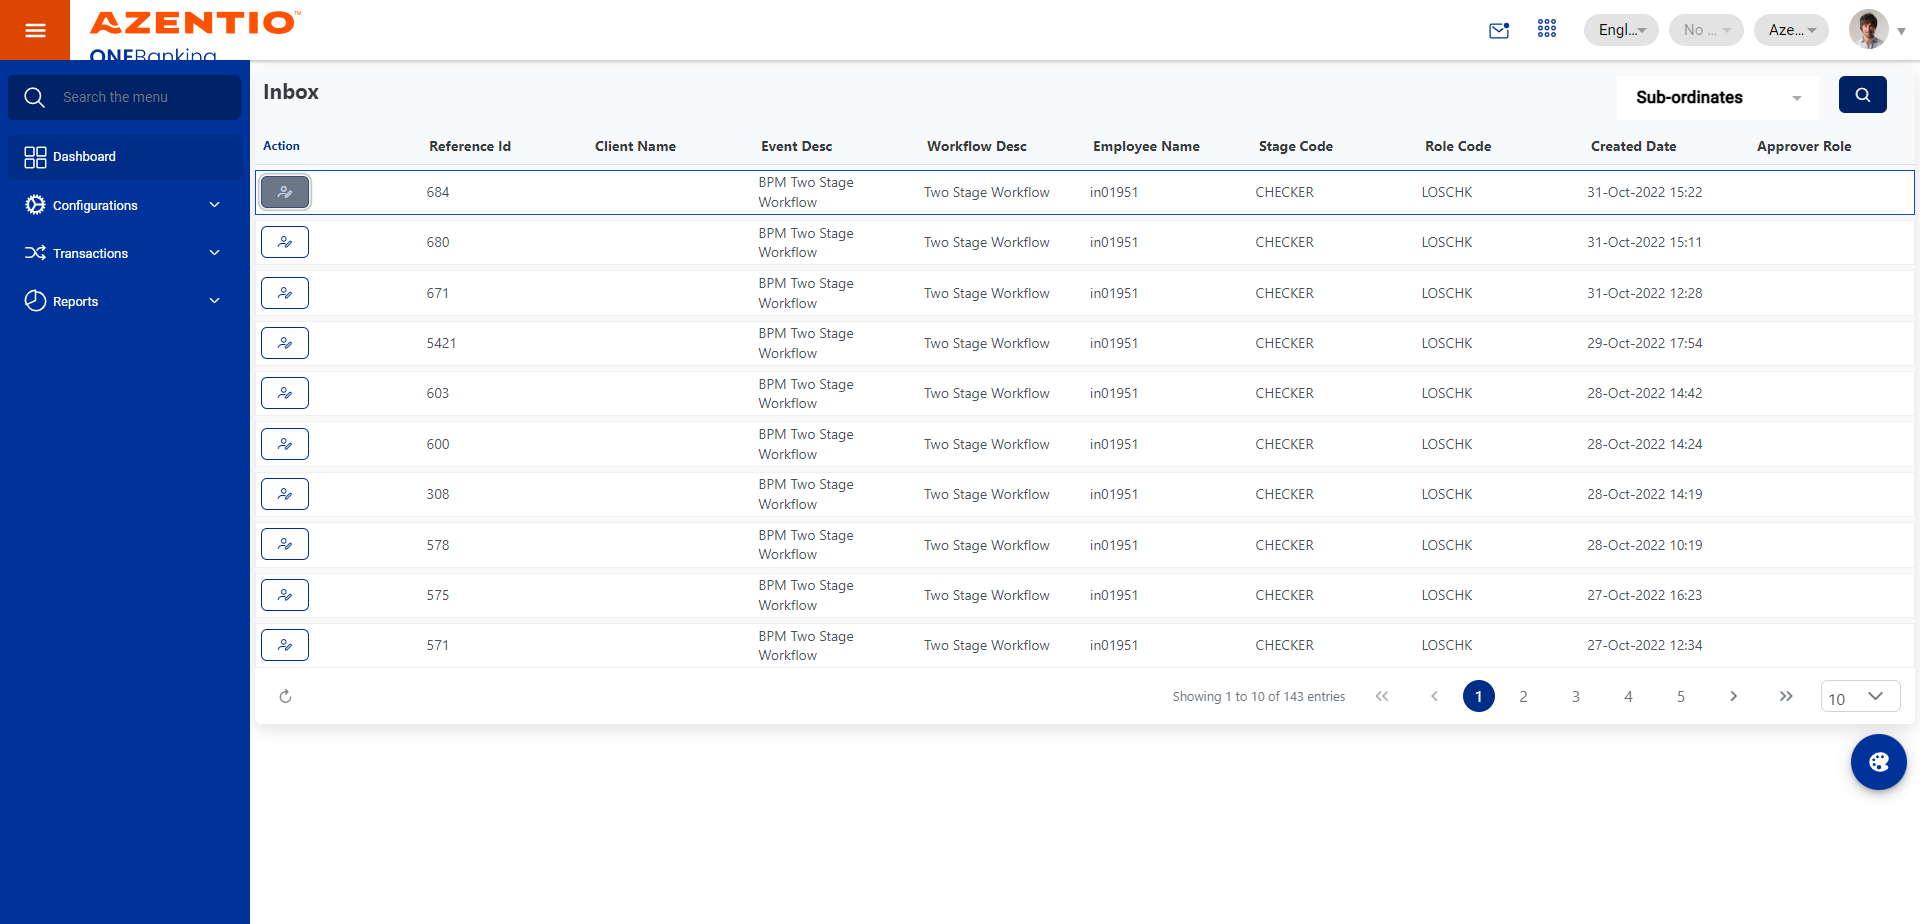 AZENTIO™
ONEBanking
Engl...
No ...
Aze...
Search the menu
Dashboard
Configurations
Transactions
Reports
Inbox
Sub-ordinates
Action Reference Id Client Name Event Desc Workflow Desc Employee Name Stage Code Role Code Created Date Approver Role
684 BPM Two Stage Workflow Two Stage Workflow in01951 CHECKER LOSCHK 31-Oct-2022 15:22
680 BPM Two Stage Workflow Two Stage Workflow in01951 CHECKER LOSCHK 31-Oct-2022 15:11
671 BPM Two Stage Workflow Two Stage Workflow in01951 CHECKER LOSCHK 31-Oct-2022 12:28
5421 BPM Two Stage Workflow Two Stage Workflow in01951 CHECKER LOSCHK 29-Oct-2022 17:54
603 BPM Two Stage Workflow Two Stage Workflow in01951 CHECKER LOSCHK 28-Oct-2022 14:42
600 BPM Two Stage Workflow Two Stage Workflow in01951 CHECKER LOSCHK 28-Oct-2022 14:24
308 BPM Two Stage Workflow Two Stage Workflow in01951 CHECKER LOSCHK 28-Oct-2022 14:19
578 BPM Two Stage Workflow Two Stage Workflow in01951 CHECKER LOSCHK 28-Oct-2022 10:19
575 BPM Two Stage Workflow Two Stage Workflow in01951 CHECKER LOSCHK 27-Oct-2022 16:23
571 BPM Two Stage Workflow Two Stage Workflow in01951 CHECKER LOSCHK 27-Oct-2022 12:34
Showing 1 to 10 of 143 entries 1 2 3 4 5 10